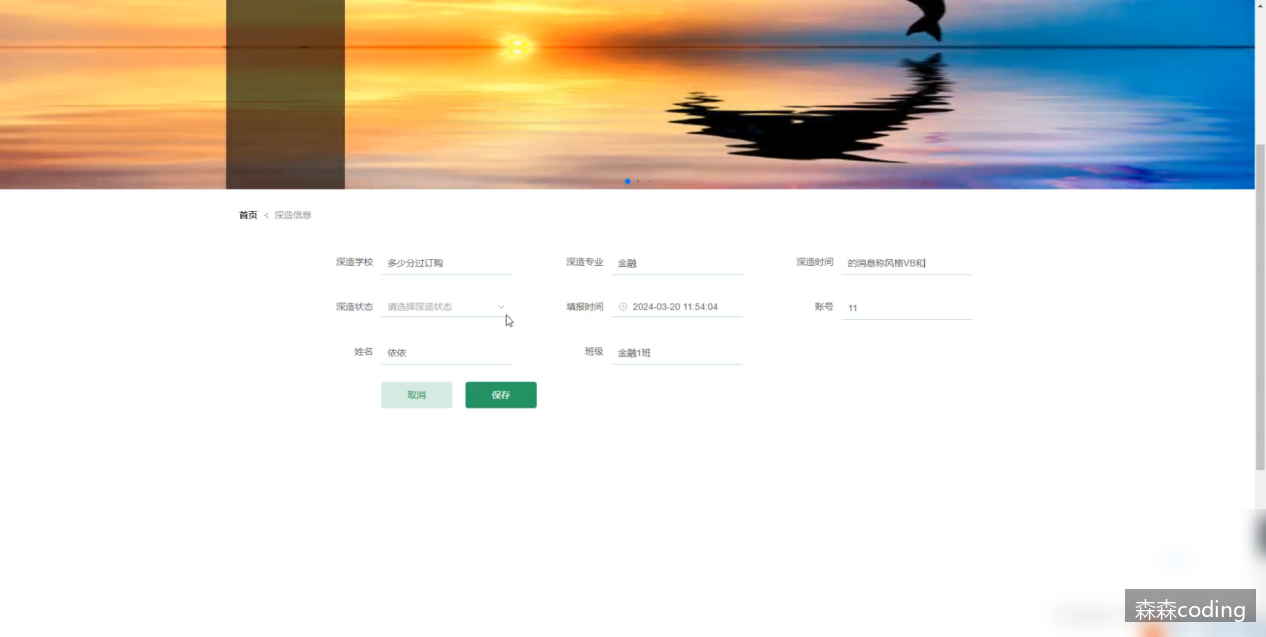 首页 < 深造信息
深造学校 多少分过订购 深造专业 金融 深造时间 的消息称风格VB和
深造状态 请选择深造状态 填报时间 2024-03-20 11:54:04 账号 11
姓名 依依 班级 金融1班
取消 保存
森森coding